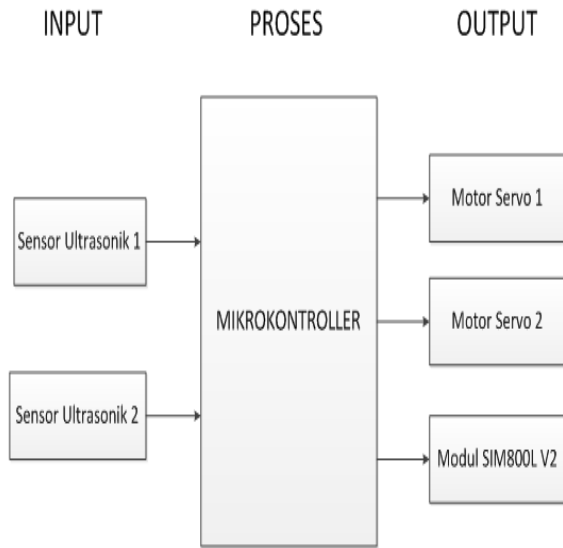 INPUT
PROSES
OUTPUT
Sensor Ultrasonik 1
Sensor Ultrasonik 2
MIKROKONTROLLER
Motor Servo 1
Motor Servo 2
Modul SIM800L V2